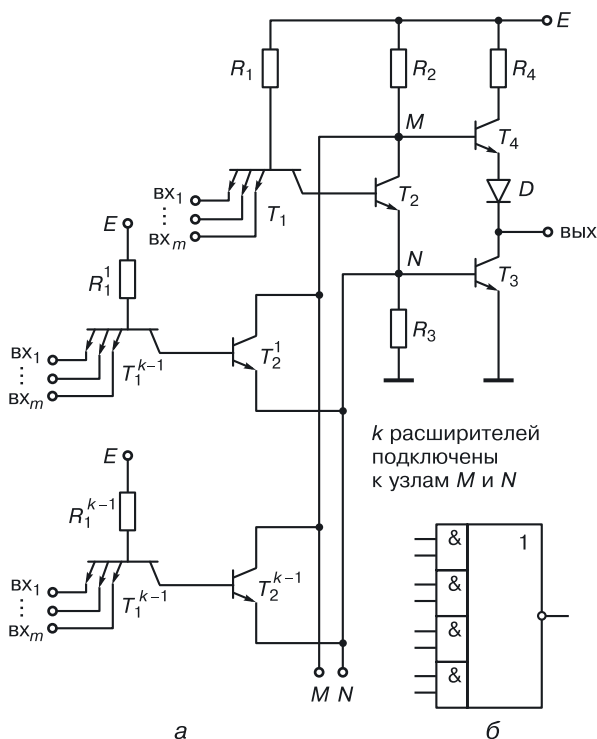 E
R₁
R₂
R₄
M
T₄
вх₁
⋮
вхₘ
T₁
T₂
D
вых
E
N
T₃
R₁¹
R₃
вх₁
⋮
вхₘ
T₁ᵏ⁻¹
T₂¹
k расширителей
подключены
к узлам M и N
E
R₁ᵏ⁻¹
& 1
&
&
&
вх₁
⋮
вхₘ
T₁ᵏ⁻¹
T₂ᵏ⁻¹
M N
а б